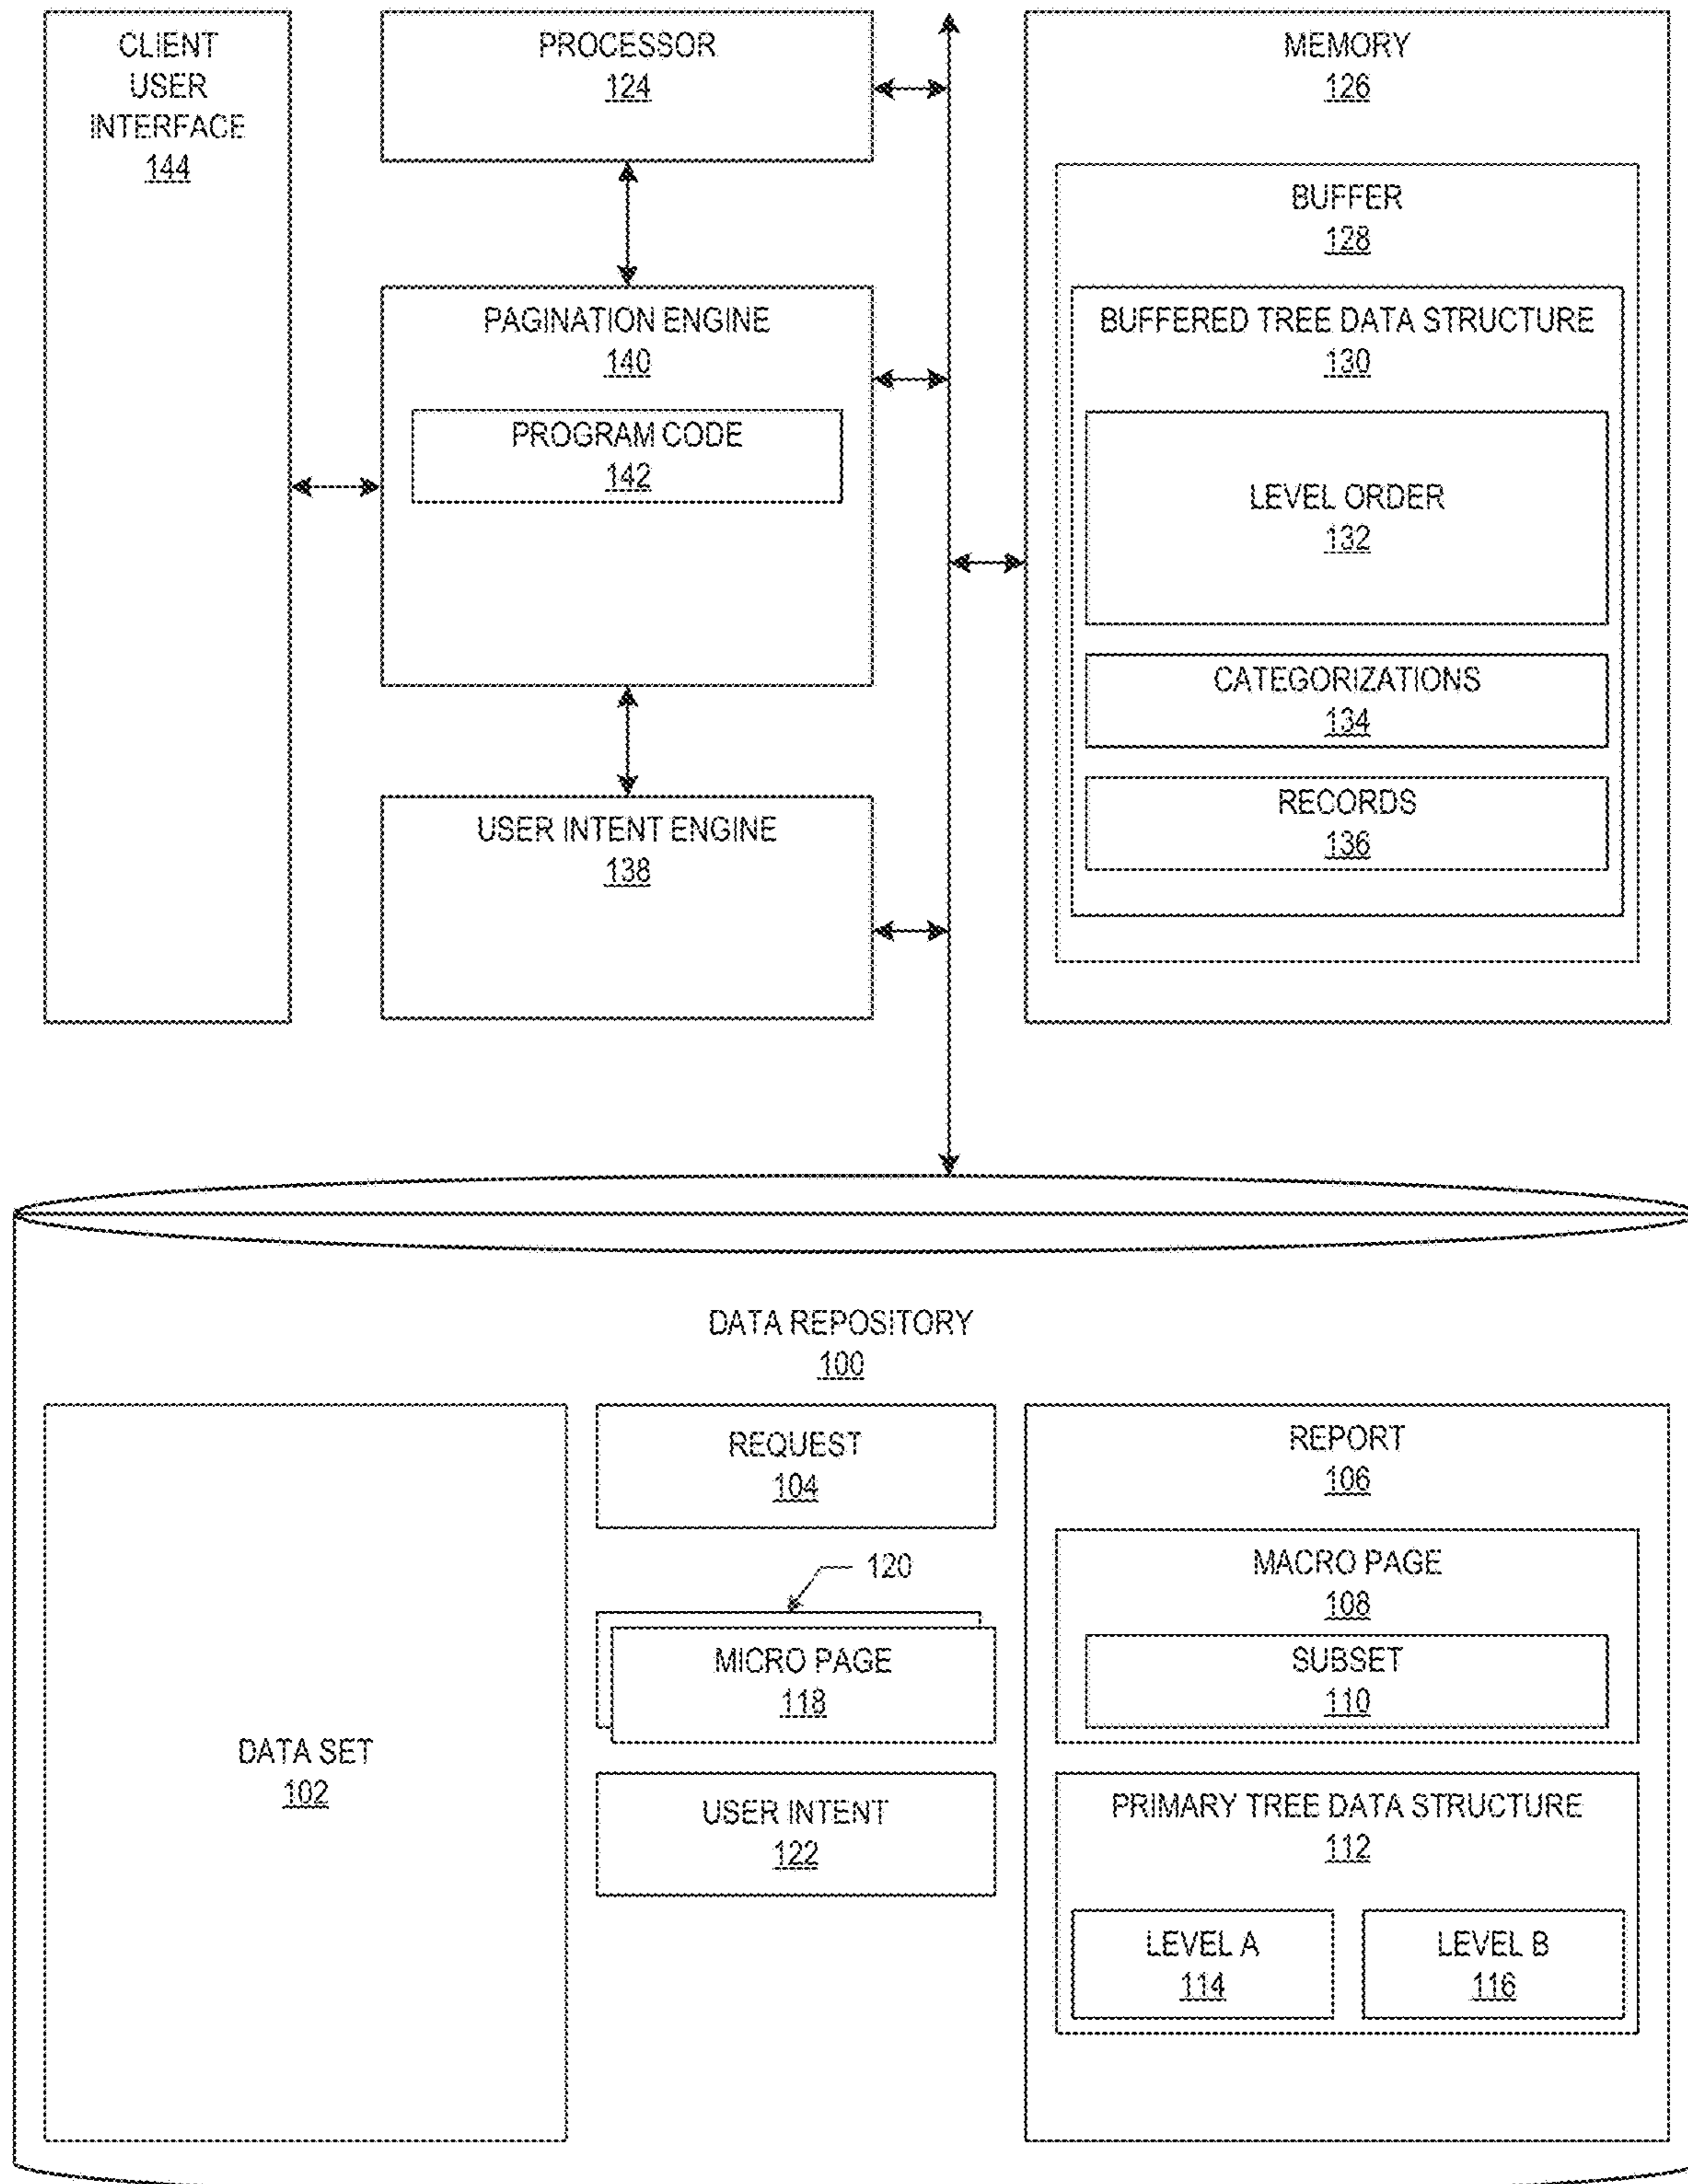 CLIENT
USER
INTERFACE
144
PROCESSOR
124
PAGINATION ENGINE
140
PROGRAM CODE
142
USER INTENT ENGINE
138
MEMORY
126
BUFFER
128
BUFFERED TREE DATA STRUCTURE
130
LEVEL ORDER
132
CATEGORIZATIONS
134
RECORDS
136
DATA REPOSITORY
100
DATA SET
102
REQUEST
104
120
MICRO PAGE
118
USER INTENT
122
REPORT
106
MACRO PAGE
108
SUBSET
110
PRIMARY TREE DATA STRUCTURE
112
LEVEL A
114
LEVEL B
116